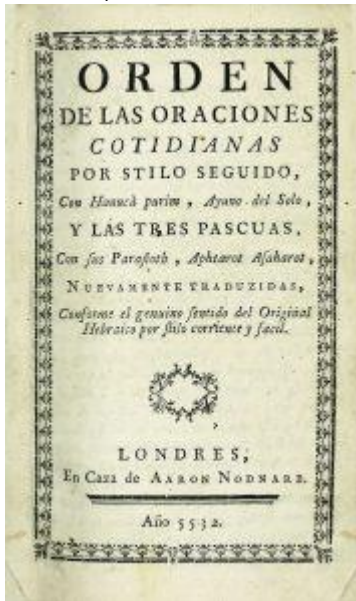 ORDEN
DE LAS ORACIONES
COTIDIANAS
POR STILO SEGUIDO,
Con Hanucà purim, Ayuno del Solo,
Y LAS TRES PASCUAS,
Con ſus Paraſioth, Aphtarot Aſaharot,
NUEVAMENTE TRADUZIDAS,
Conforme el genuino ſentido del Original
Hebraico por ſtilo corriente y facil.
LONDRES,
En Caza de AARON NODNARB.
Año 5532.